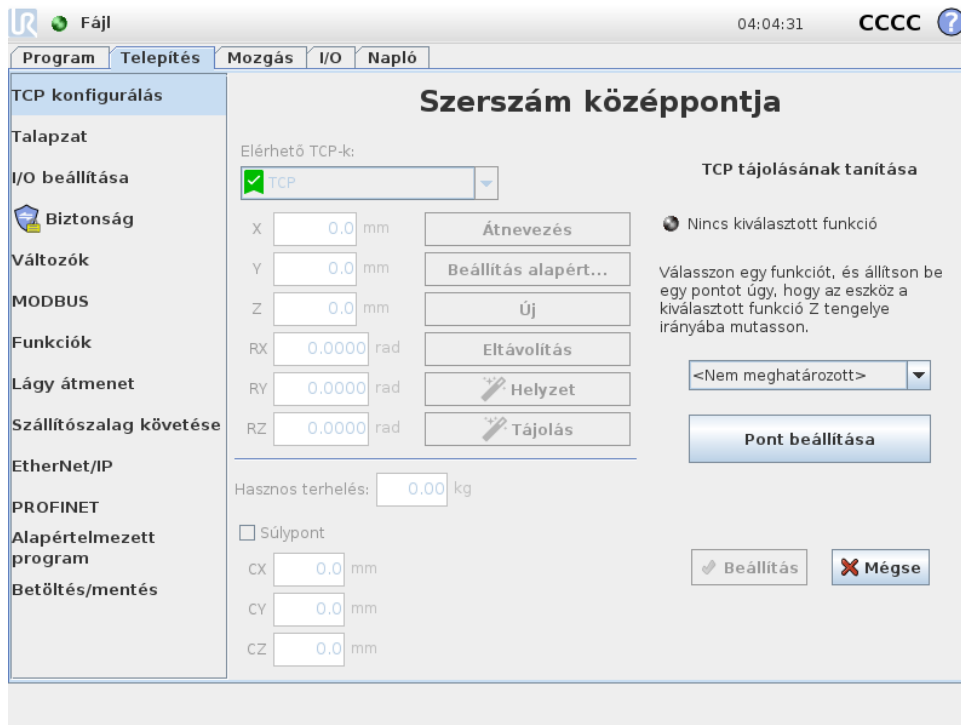 UR Fájl 04:04:31 CCCC ?
Program Telepítés Mozgás I/O Napló
TCP konfigurálás
Talapzat
I/O beállítása
Biztonság
Változók
MODBUS
Funkciók
Lágy átmenet
Szállítószalag követése
EtherNet/IP
PROFINET
Alapértelmezett
program
Betöltés/mentés
Szerszám középpontja
Elérhető TCP-k:
TCP
X 0.0 mm Átnevezés
Y 0.0 mm Beállítás alapért...
Z 0.0 mm Új
RX 0.0000 rad Eltávolítás
RY 0.0000 rad Helyzet
RZ 0.0000 rad Tájolás
Hasznos terhelés: 0.00 kg
Súlypont
CX 0.0 mm
CY 0.0 mm
CZ 0.0 mm
TCP tájolásának tanítása
Nincs kiválasztott funkció
Válasszon egy funkciót, és állítson be
egy pontot úgy, hogy az eszköz a
kiválasztott funkció Z tengelye
irányába mutasson.
<Nem meghatározott>
Pont beállítása
Beállítás Mégse